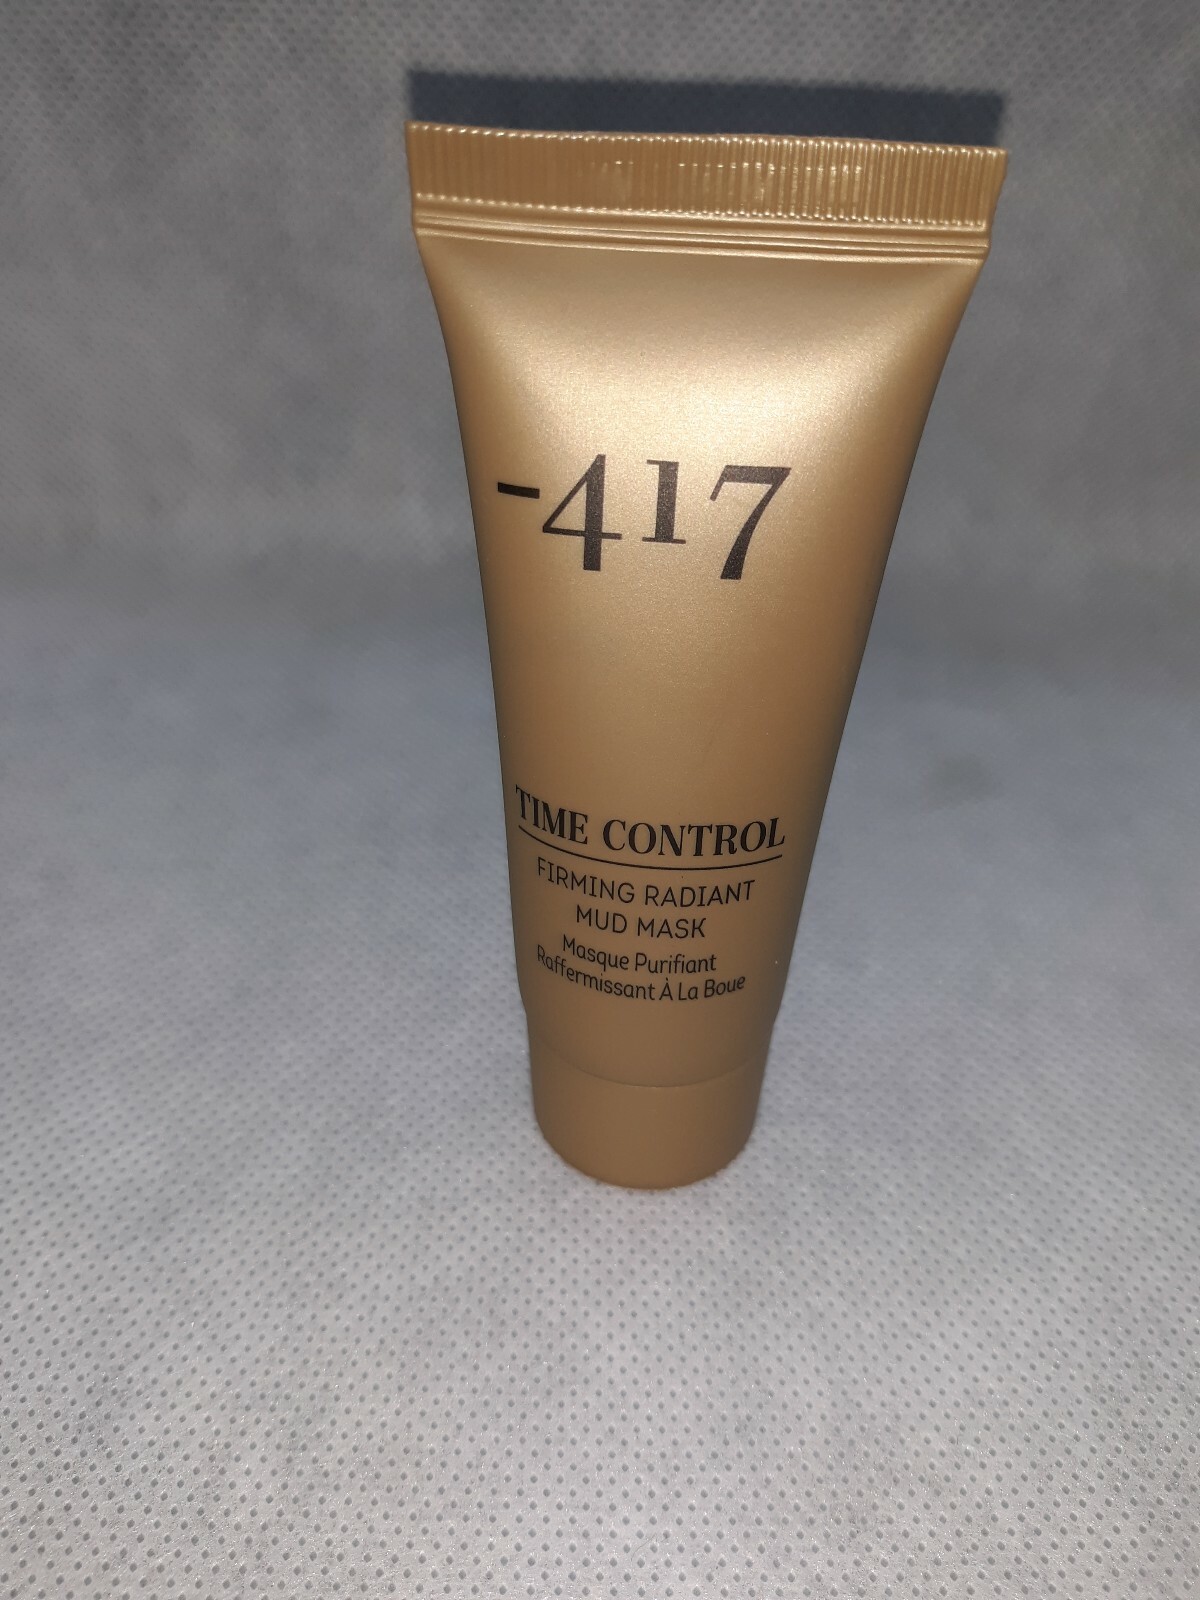 -417
TIME CONTROL
FIRMING RADIANT
MUD MASK
Masque Purifiant
Raffermissant À La Boue